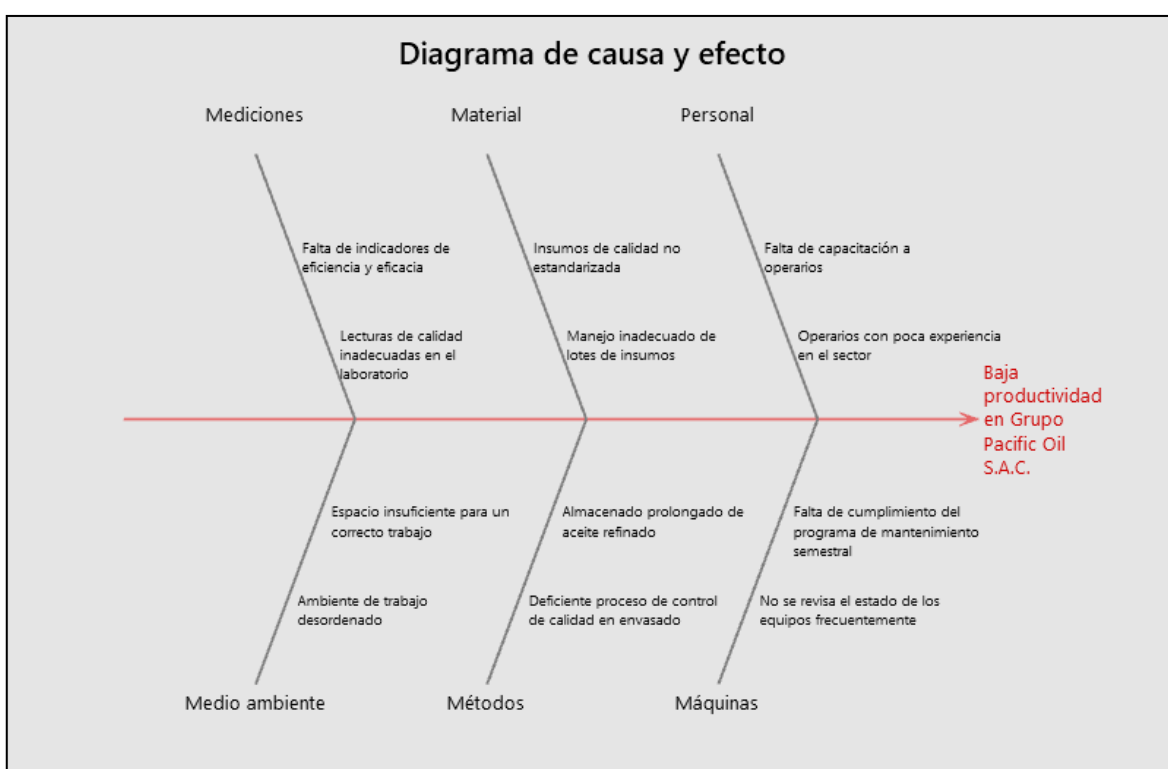 Diagrama de causa y efecto
Mediciones
Material
Personal
Falta de indicadores de
eficiencia y eficacia
Insumos de calidad no
estandarizada
Falta de capacitación a
operarios
Lecturas de calidad
inadecuadas en el
laboratorio
Manejo inadecuado de
lotes de insumos
Operarios con poca experiencia
en el sector
Baja
productividad
en Grupo
Pacific Oil
S.A.C.
Espacio insuficiente para un
correcto trabajo
Almacenado prolongado de
aceite refinado
Falta de cumplimiento del
programa de mantenimiento
semestral
Ambiente de trabajo
desordenado
Deficiente proceso de control
de calidad en envasado
No se revisa el estado de los
equipos frecuentemente
Medio ambiente
Métodos
Máquinas